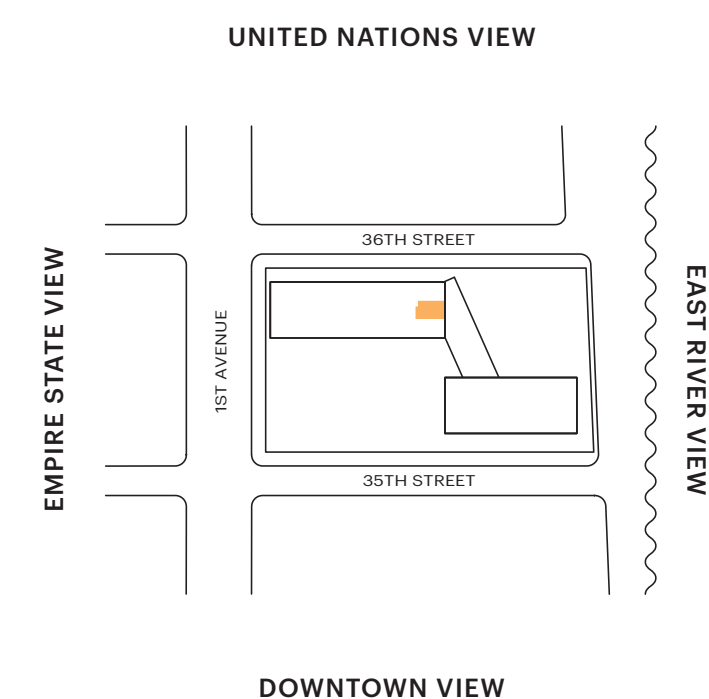 UNITED NATIONS VIEW
36TH STREET
EMPIRE STATE VIEW
1ST AVENUE
EAST RIVER VIEW
35TH STREET
DOWNTOWN VIEW